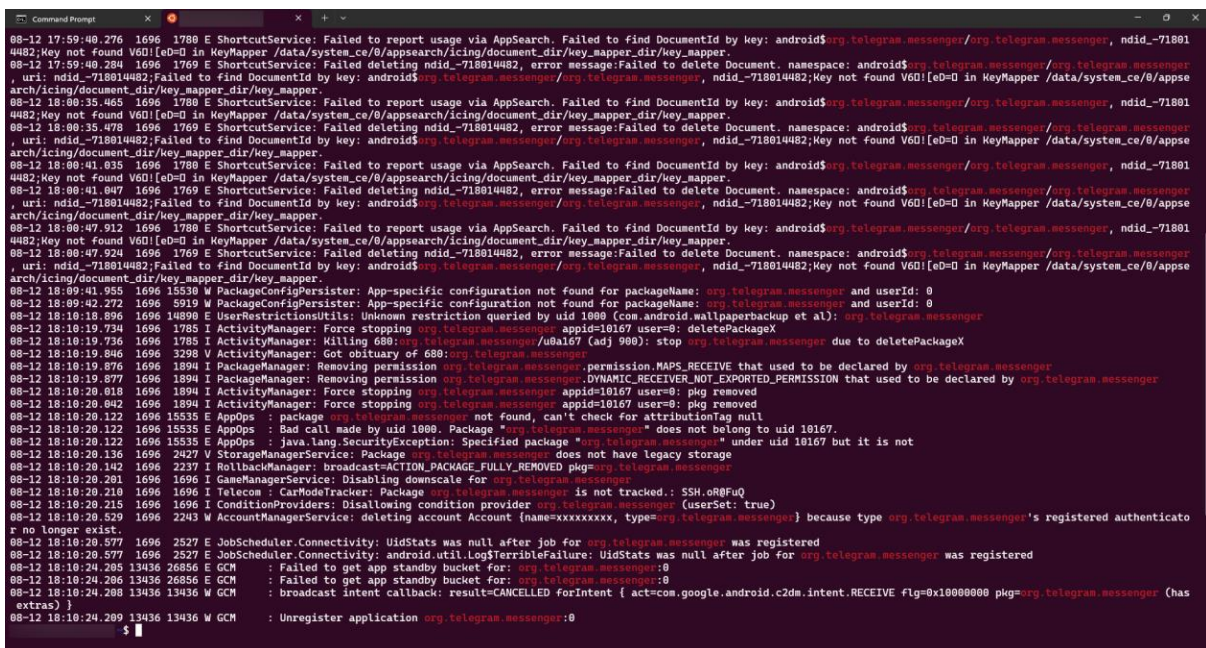 Command Prompt
08-12 17:59:40.276 1696 1780 E ShortcutService: Failed to report usage via AppSearch. Failed to find DocumentId by key: android$org.telegram.messenger/org.telegram.messenger, ndid_-71801
4482;Key not found V6▯![eD=▯ in KeyMapper /data/system_ce/0/appsearch/icing/document_dir/key_mapper_dir/key_mapper.
08-12 17:59:40.284 1696 1769 E ShortcutService: Failed deleting ndid_-718014482, error message:Failed to delete Document. namespace: android$org.telegram.messenger/org.telegram.messenger
, uri: ndid_-718014482;Failed to find DocumentId by key: android$org.telegram.messenger/org.telegram.messenger, ndid_-718014482;Key not found V6▯![eD=▯ in KeyMapper /data/system_ce/0/appse
arch/icing/document_dir/key_mapper_dir/key_mapper.
08-12 18:00:35.465 1696 1780 E ShortcutService: Failed to report usage via AppSearch. Failed to find DocumentId by key: android$org.telegram.messenger/org.telegram.messenger, ndid_-71801
4482;Key not found V6▯![eD=▯ in KeyMapper /data/system_ce/0/appsearch/icing/document_dir/key_mapper_dir/key_mapper.
08-12 18:00:35.478 1696 1769 E ShortcutService: Failed deleting ndid_-718014482, error message:Failed to delete Document. namespace: android$org.telegram.messenger/org.telegram.messenger
, uri: ndid_-718014482;Failed to find DocumentId by key: android$org.telegram.messenger/org.telegram.messenger, ndid_-718014482;Key not found V6▯![eD=▯ in KeyMapper /data/system_ce/0/appse
arch/icing/document_dir/key_mapper_dir/key_mapper.
08-12 18:00:41.035 1696 1780 E ShortcutService: Failed to report usage via AppSearch. Failed to find DocumentId by key: android$org.telegram.messenger/org.telegram.messenger, ndid_-71801
4482;Key not found V6▯![eD=▯ in KeyMapper /data/system_ce/0/appsearch/icing/document_dir/key_mapper_dir/key_mapper.
08-12 18:00:41.047 1696 1769 E ShortcutService: Failed deleting ndid_-718014482, error message:Failed to delete Document. namespace: android$org.telegram.messenger/org.telegram.messenger
, uri: ndid_-718014482;Failed to find DocumentId by key: android$org.telegram.messenger/org.telegram.messenger, ndid_-718014482;Key not found V6▯![eD=▯ in KeyMapper /data/system_ce/0/appse
arch/icing/document_dir/key_mapper_dir/key_mapper.
08-12 18:00:47.912 1696 1780 E ShortcutService: Failed to report usage via AppSearch. Failed to find DocumentId by key: android$org.telegram.messenger/org.telegram.messenger, ndid_-71801
4482;Key not found V6▯![eD=▯ in KeyMapper /data/system_ce/0/appsearch/icing/document_dir/key_mapper_dir/key_mapper.
08-12 18:00:47.924 1696 1769 E ShortcutService: Failed deleting ndid_-718014482, error message:Failed to delete Document. namespace: android$org.telegram.messenger/org.telegram.messenger
, uri: ndid_-718014482;Failed to find DocumentId by key: android$org.telegram.messenger/org.telegram.messenger, ndid_-718014482;Key not found V6▯![eD=▯ in KeyMapper /data/system_ce/0/appse
arch/icing/document_dir/key_mapper_dir/key_mapper.
08-12 18:09:41.955 1696 15530 W PackageConfigPersister: App-specific configuration not found for packageName: org.telegram.messenger and userId: 0
08-12 18:09:42.272 1696 5919 W PackageConfigPersister: App-specific configuration not found for packageName: org.telegram.messenger and userId: 0
08-12 18:10:18.896 1696 14890 E UserRestrictionsUtils: Unknown restriction queried by uid 1000 (com.android.wallpaperbackup et al): org.telegram.messenger
08-12 18:10:19.734 1696 1785 I ActivityManager: Force stopping org.telegram.messenger appid=10167 user=0: deletePackageX
08-12 18:10:19.736 1696 1785 I ActivityManager: Killing 680:org.telegram.messenger/u0a167 (adj 900): stop org.telegram.messenger due to deletePackageX
08-12 18:10:19.846 1696 3298 V ActivityManager: Got obituary of 680:org.telegram.messenger
08-12 18:10:19.876 1696 1894 I PackageManager: Removing permission org.telegram.messenger.permission.MAPS_RECEIVE that used to be declared by org.telegram.messenger
08-12 18:10:19.877 1696 1894 I PackageManager: Removing permission org.telegram.messenger.DYNAMIC_RECEIVER_NOT_EXPORTED_PERMISSION that used to be declared by org.telegram.messenger
08-12 18:10:20.018 1696 1894 I ActivityManager: Force stopping org.telegram.messenger appid=10167 user=0: pkg removed
08-12 18:10:20.042 1696 1894 I ActivityManager: Force stopping org.telegram.messenger appid=10167 user=0: pkg removed
08-12 18:10:20.122 1696 15535 E AppOps : package org.telegram.messenger not found, can't check for attributionTag null
08-12 18:10:20.122 1696 15535 E AppOps : Bad call made by uid 1000. Package "org.telegram.messenger" does not belong to uid 10167.
08-12 18:10:20.122 1696 15535 E AppOps : java.lang.SecurityException: Specified package "org.telegram.messenger" under uid 10167 but it is not
08-12 18:10:20.136 1696 2427 V StorageManagerService: Package org.telegram.messenger does not have legacy storage
08-12 18:10:20.142 1696 2237 I RollbackManager: broadcast=ACTION_PACKAGE_FULLY_REMOVED pkg=org.telegram.messenger
08-12 18:10:20.201 1696 1696 I GameManagerService: Disabling downscale for org.telegram.messenger
08-12 18:10:20.210 1696 1696 I Telecom : CarModeTracker: Package org.telegram.messenger is not tracked.: SSH.oR@FuQ
08-12 18:10:20.215 1696 1696 I ConditionProviders: Disallowing condition provider org.telegram.messenger (userSet: true)
08-12 18:10:20.529 1696 2243 W AccountManagerService: deleting account Account {name=xxxxxxxxx, type=org.telegram.messenger} because type org.telegram.messenger's registered authenticato
r no longer exist.
08-12 18:10:20.577 1696 2527 E JobScheduler.Connectivity: UidStats was null after job for org.telegram.messenger was registered
08-12 18:10:20.577 1696 2527 E JobScheduler.Connectivity: android.util.Log$TerribleFailure: UidStats was null after job for org.telegram.messenger was registered
08-12 18:10:24.205 13436 26856 E GCM : Failed to get app standby bucket for: org.telegram.messenger:0
08-12 18:10:24.206 13436 26856 E GCM : Failed to get app standby bucket for: org.telegram.messenger:0
08-12 18:10:24.208 13436 13436 W GCM : broadcast intent callback: result=CANCELLED forIntent { act=com.google.android.c2dm.intent.RECEIVE flg=0x10000000 pkg=org.telegram.messenger (has
extras) }
08-12 18:10:24.209 13436 13436 W GCM : Unregister application org.telegram.messenger:0
$